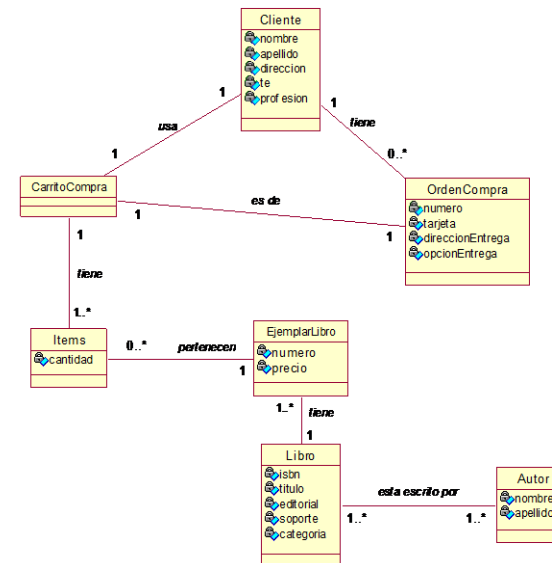 Cliente
nombre
apellido
direccion
te
profesion
1
1
usa
tiene
1
1
0..*
CarritoCompra
OrdenCompra
numero
tarjeta
direccionEntrega
opcionEntrega
1
es de
1
1
tiene
1..*
Items
cantidad
0..*
pertenecen
1
EjemplarLibro
numero
precio
1..*
tiene
1
Libro
isbn
titulo
editorial
soporte
categoria
esta escrito por
1..*
1..*
Autor
nombre
apellido